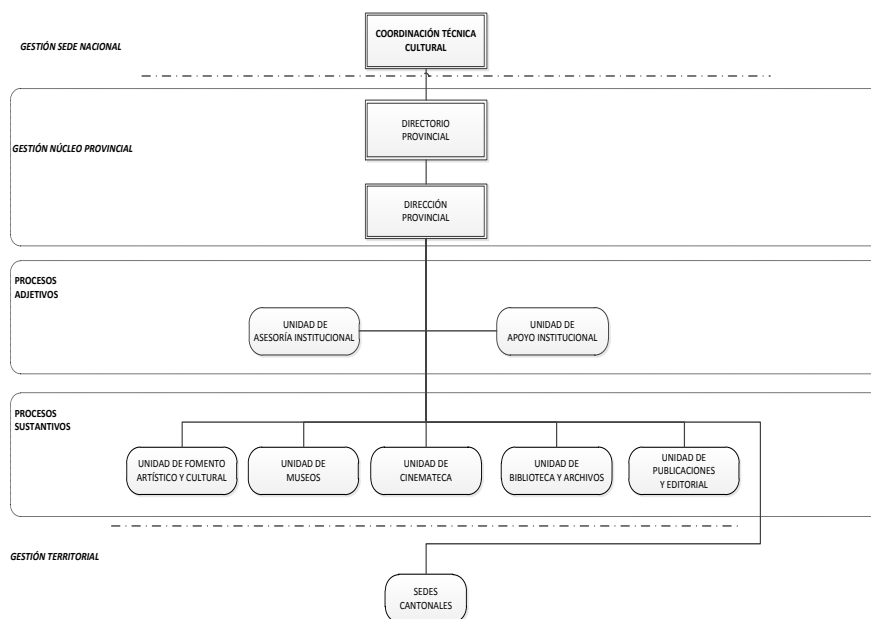 COORDINACIÓN TÉCNICA
CULTURAL
GESTIÓN SEDE NACIONAL
DIRECTORIO
PROVINCIAL
GESTIÓN NÚCLEO PROVINCIAL
DIRECCIÓN
PROVINCIAL
PROCESOS
ADJETIVOS
UNIDAD DE
ASESORÍA INSTITUCIONAL
UNIDAD DE
APOYO INSTITUCIONAL
PROCESOS
SUSTANTIVOS
UNIDAD DE FOMENTO
ARTÍSTICO Y CULTURAL
UNIDAD DE
MUSEOS
UNIDAD DE
CINEMATECA
UNIDAD DE
BIBLIOTECA Y ARCHIVOS
UNIDAD DE
PUBLICACIONES
Y EDITORIAL
GESTIÓN TERRITORIAL
SEDES
CANTONALES